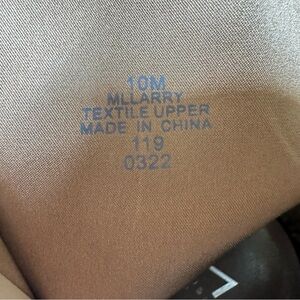 10M
MLLARRY
TEXTILE UPPER
MADE IN CHINA
119
0322